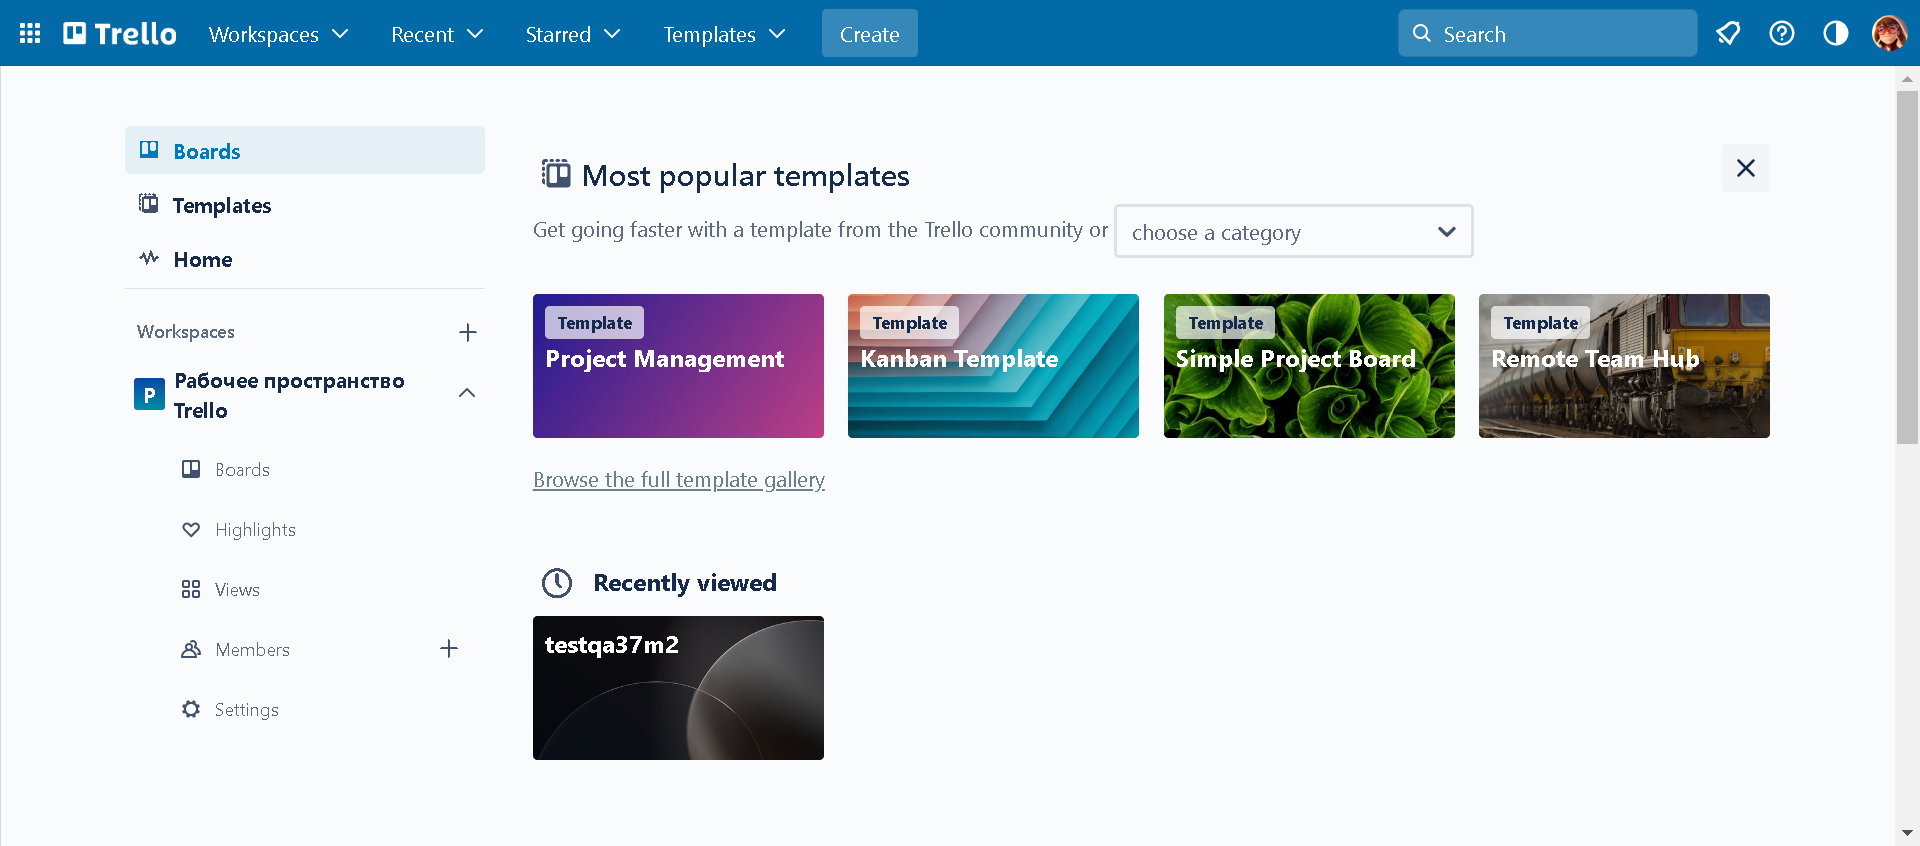 Trello
Workspaces
Recent
Starred
Templates
Create
Search
Boards
Templates
Home
Workspaces
P
Рабочее пространство
Trello
Boards
Highlights
Views
Members
Settings
Most popular templates
Get going faster with a template from the Trello community or
choose a category
Template
Project Management
Template
Kanban Template
Template
Simple Project Board
Template
Remote Team Hub
Browse the full template gallery
Recently viewed
testqa37m2